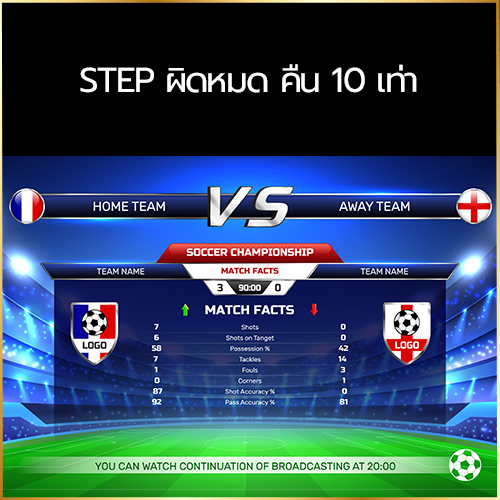 STEP ผิดหมด คืน 10 เท่า
HOME TEAM VS AWAY TEAM
SOCCER CHAMPIONSHIP
TEAM NAME MATCH FACTS TEAM NAME
3 90:00 0
MATCH FACTS
LOGO LOGO
7 Shots 0
6 Shots on Tanget 0
58 Possession % 42
7 Tackles 14
1 Fouls 3
0 Corners 1
87 Shot Accuracy % 0
92 Pass Accuracy % 81
YOU CAN WATCH CONTINUATION OF BROADCASTING AT 20:00